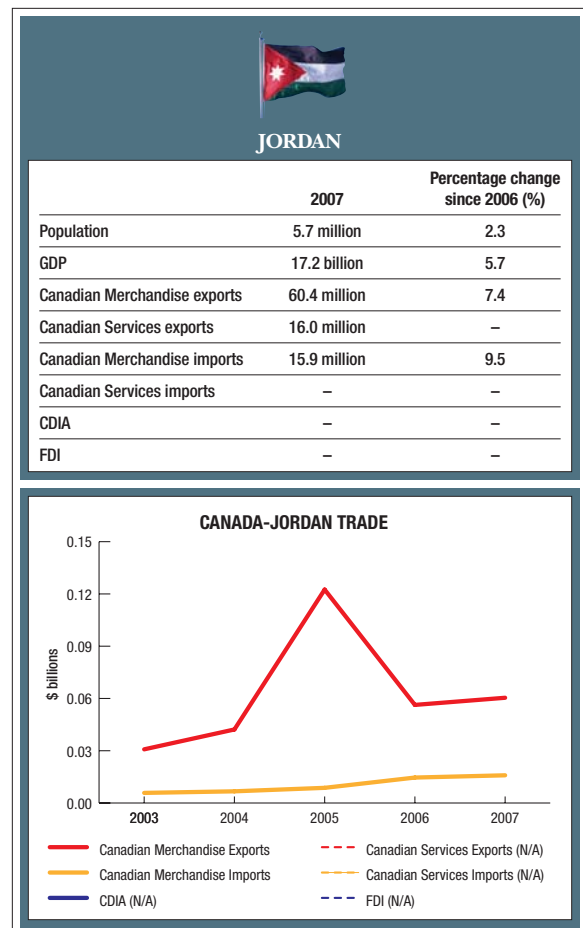 JORDAN
2007 Percentage change since 2006 (%)
Population 5.7 million 2.3
GDP 17.2 billion 5.7
Canadian Merchandise exports 60.4 million 7.4
Canadian Services exports 16.0 million –
Canadian Merchandise imports 15.9 million 9.5
Canadian Services imports – –
CDIA – –
FDI – –
CANADA-JORDAN TRADE
$ billions
0.15
0.12
0.09
0.06
0.03
0.00
2003 2004 2005 2006 2007
Canadian Merchandise Exports Canadian Services Exports (N/A)
Canadian Merchandise Imports Canadian Services Imports (N/A)
CDIA (N/A) FDI (N/A)